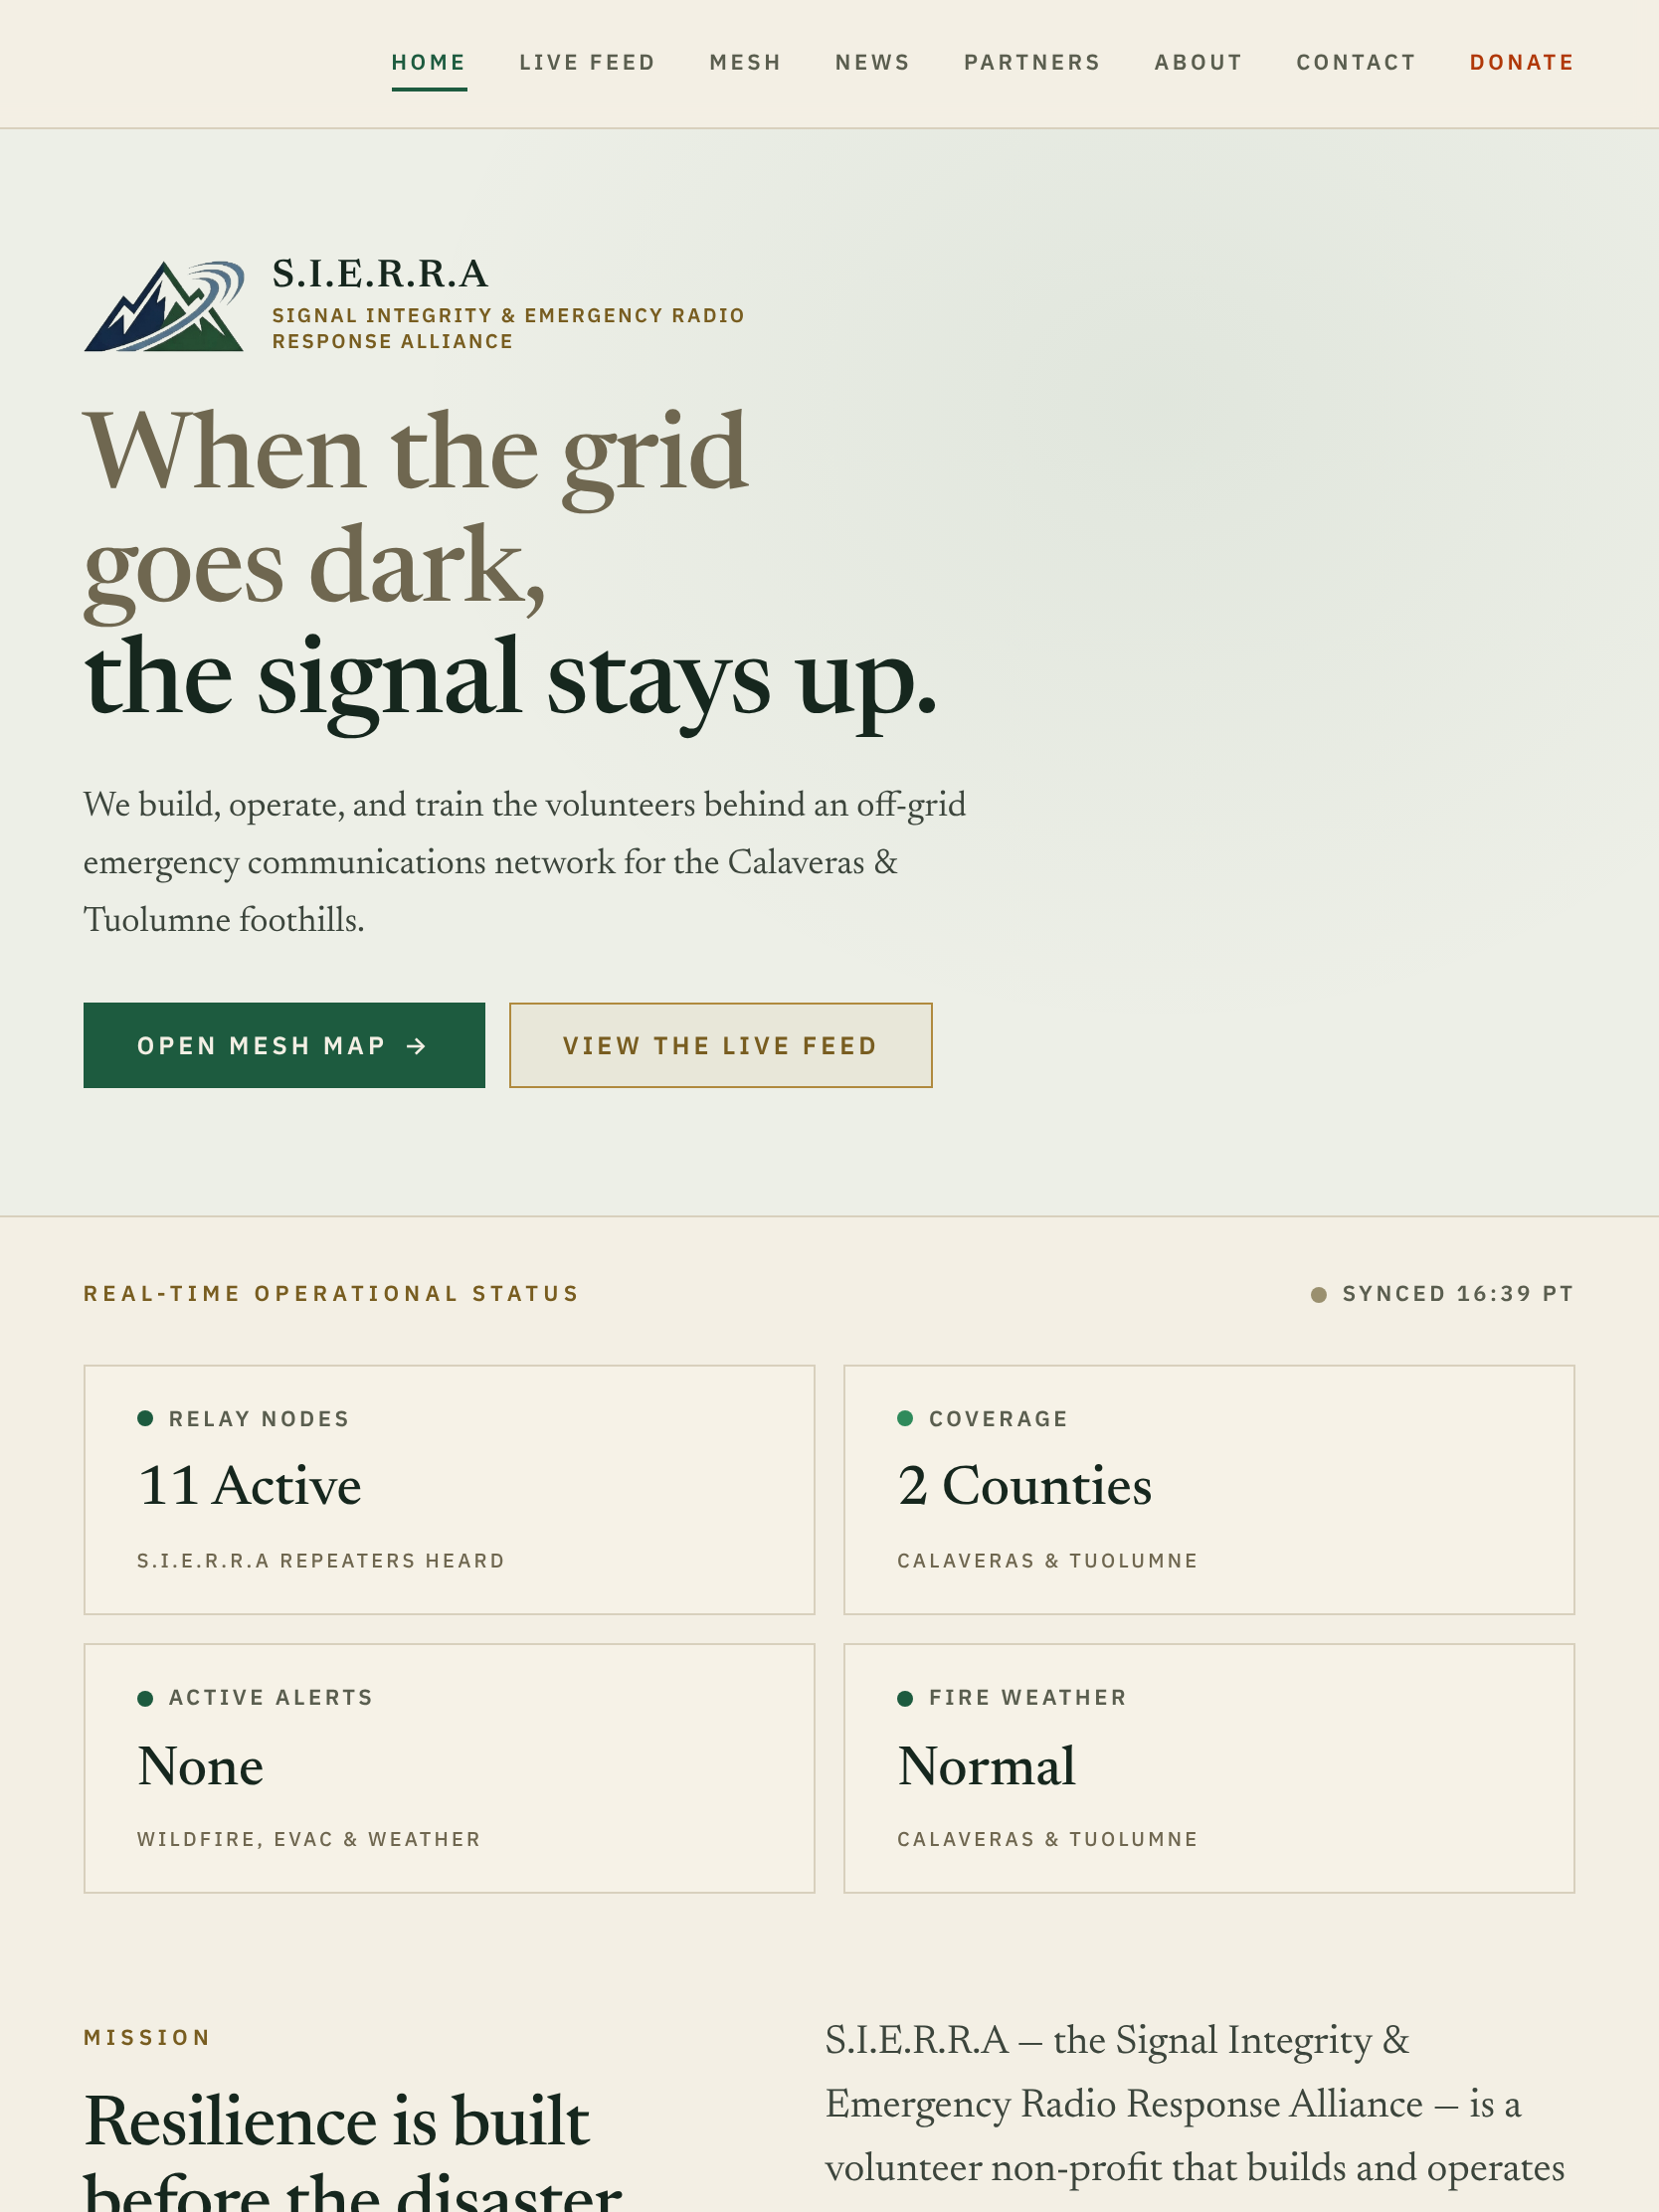 HOME LIVE FEED MESH NEWS PARTNERS ABOUT CONTACT DONATE
S.I.E.R.R.A
SIGNAL INTEGRITY & EMERGENCY RADIO
RESPONSE ALLIANCE
When the grid
goes dark,
the signal stays up.
We build, operate, and train the volunteers behind an off-grid
emergency communications network for the Calaveras &
Tuolumne foothills.
OPEN MESH MAP →
VIEW THE LIVE FEED
REAL-TIME OPERATIONAL STATUS
SYNCED 16:39 PT
RELAY NODES
11 Active
S.I.E.R.R.A REPEATERS HEARD
COVERAGE
2 Counties
CALAVERAS & TUOLUMNE
ACTIVE ALERTS
None
WILDFIRE, EVAC & WEATHER
FIRE WEATHER
Normal
CALAVERAS & TUOLUMNE
MISSION
Resilience is built
before the disaster
S.I.E.R.R.A — the Signal Integrity &
Emergency Radio Response Alliance — is a
volunteer non-profit that builds and operates